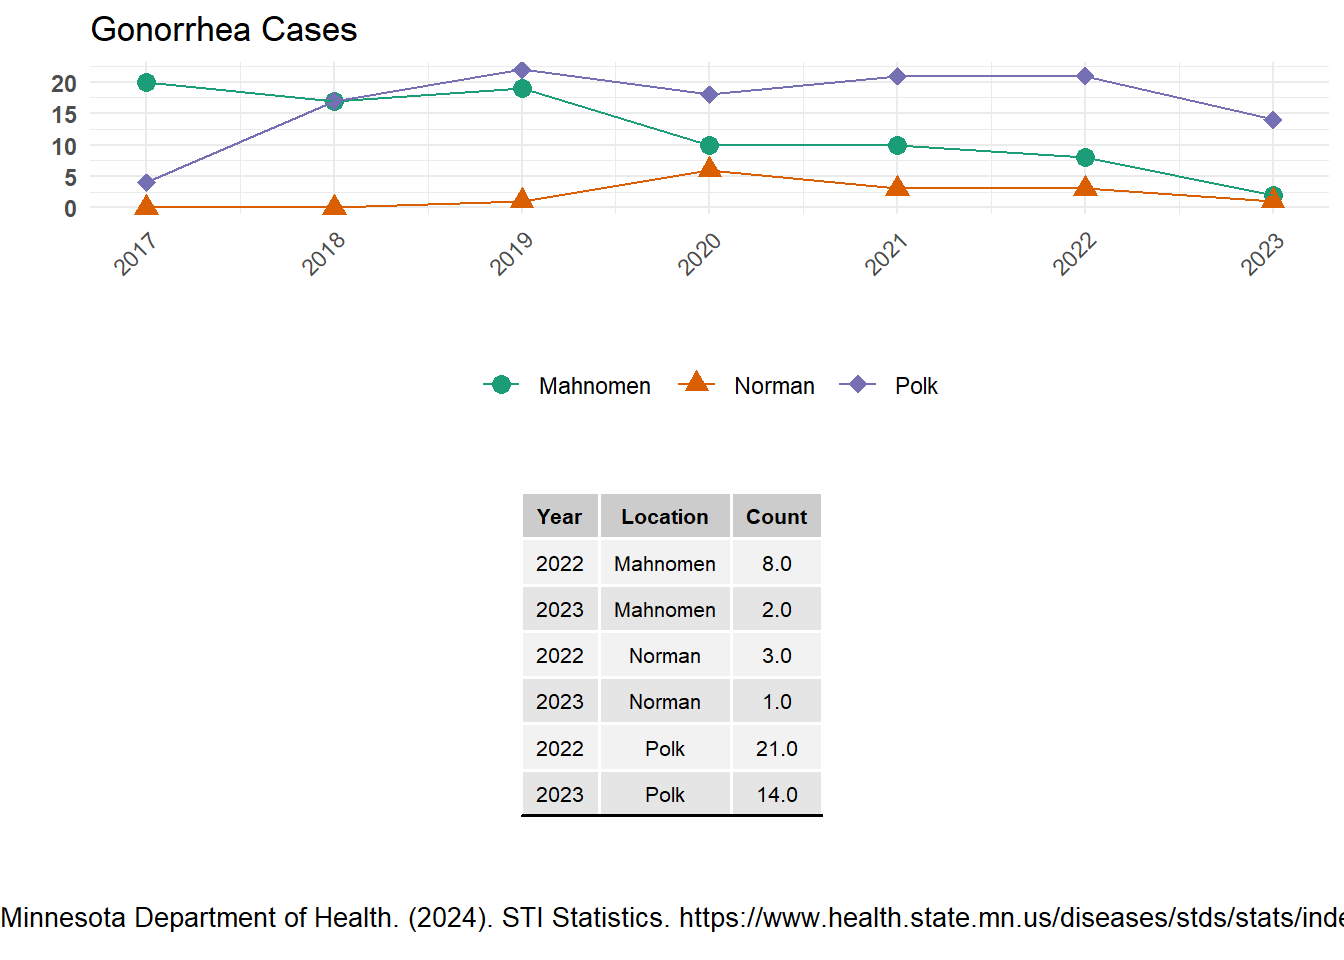 Gonorrhea Cases
20
15
10
5
0
2017 2018 2019 2020 2021 2022 2023
Mahnomen Norman Polk
Year Location Count
2022 Mahnomen 8.0
2023 Mahnomen 2.0
2022 Norman 3.0
2023 Norman 1.0
2022 Polk 21.0
2023 Polk 14.0
Minnesota Department of Health. (2024). STI Statistics. https://www.health.state.mn.us/diseases/stds/stats/inde